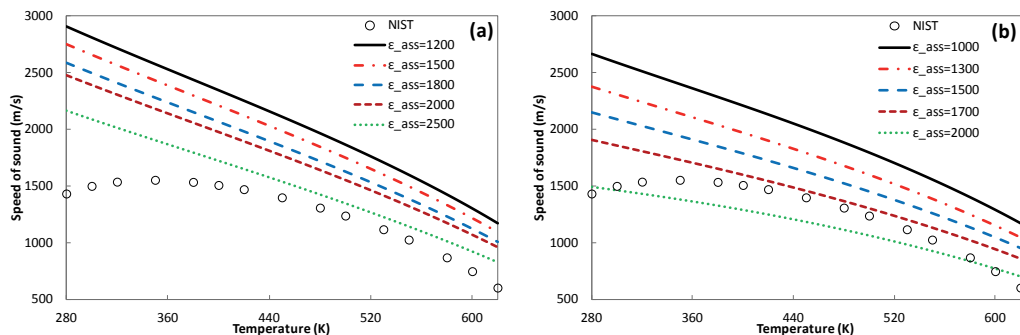 3000
2500
2000
1500
1000
500
280
360
440
520
600
Speed of sound (m/s)
Temperature (K)
(a)
NIST
ε_ass=1200
ε_ass=1500
ε_ass=1800
ε_ass=2000
ε_ass=2500
3000
2500
2000
1500
1000
500
280
360
440
520
600
Speed of sound (m/s)
Temperature (K)
(b)
NIST
ε_ass=1000
ε_ass=1300
ε_ass=1500
ε_ass=1700
ε_ass=2000